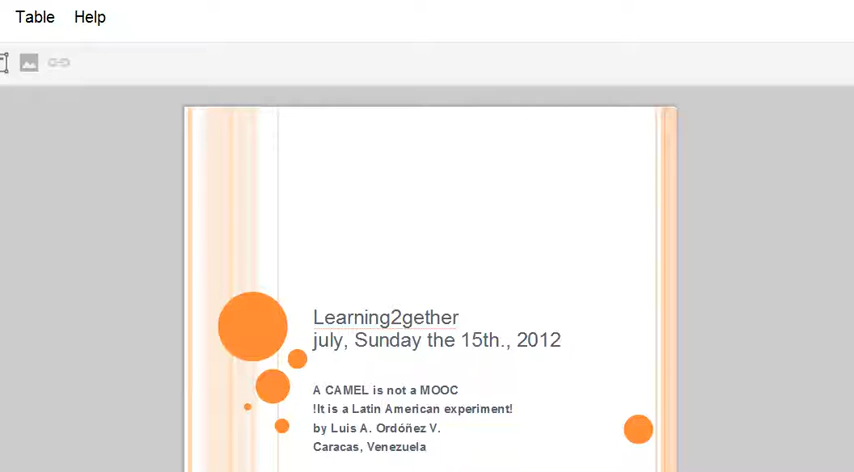 Table Help
Learning2gether
july, Sunday the 15th., 2012
A CAMEL is not a MOOC
!It is a Latin American experiment!
by Luis A. Ordóñez V.
Caracas, Venezuela